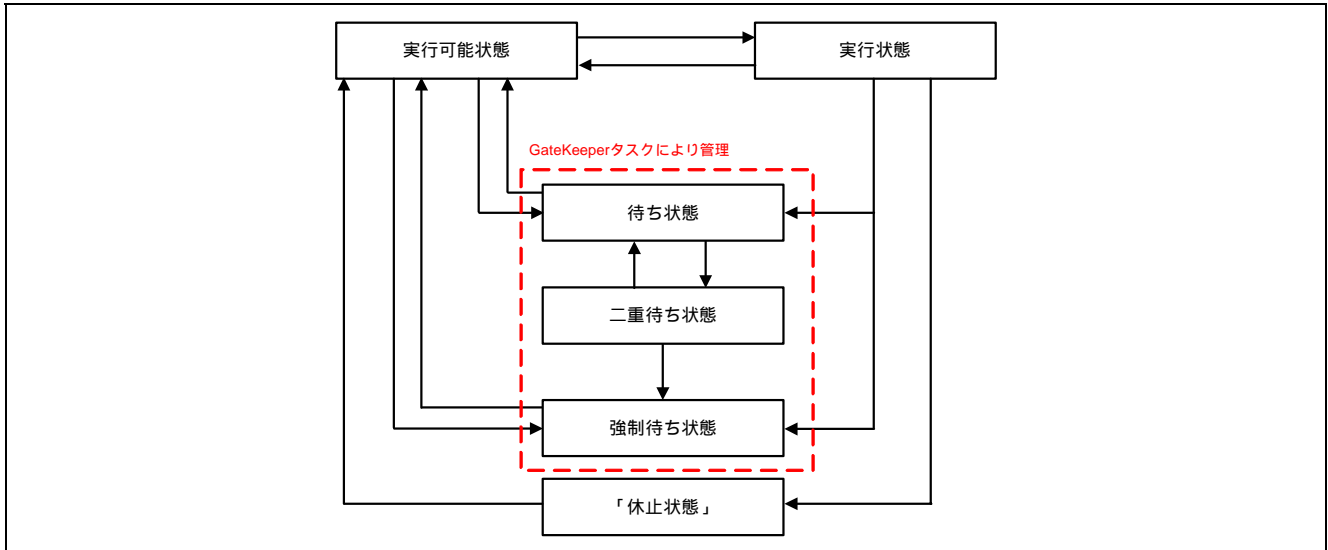 実行可能状態
実行状態
GateKeeperタスクにより管理
待ち状態
二重待ち状態
強制待ち状態
「休止状態」